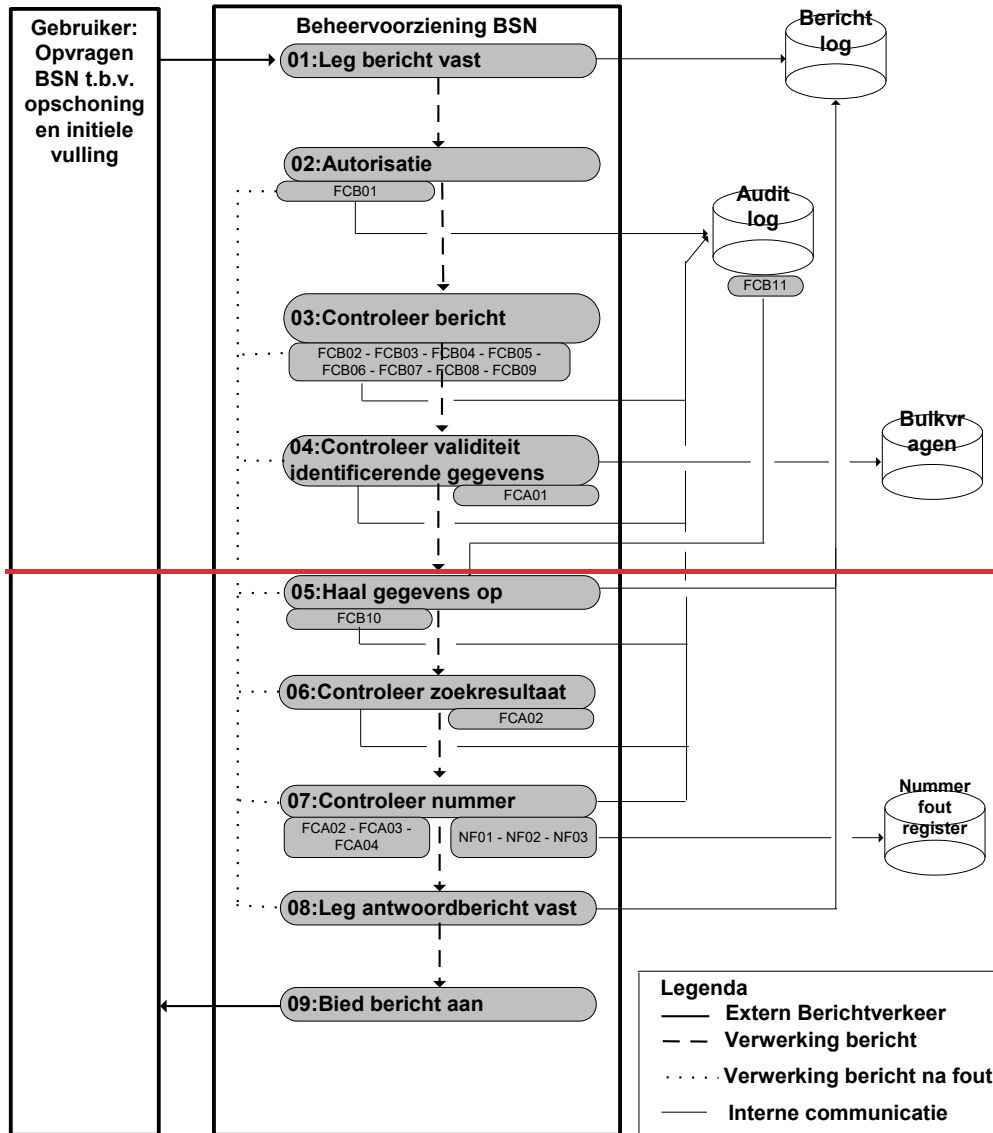 Gebruiker:
Opvragen
BSN t.b.v.
opschoning
en initiele
vulling
Beheervoorziening BSN
01:Leg bericht vast
Bericht
log
02:Autorisatie
FCB01
Audit
log
FCB11
03:Controleer bericht
FCB02 - FCB03 - FCB04 - FCB05 -
FCB06 - FCB07 - FCB08 - FCB09
04:Controleer validiteit
identificerende gegevens
FCA01
Bulkvr
agen
05:Haal gegevens op
FCB10
06:Controleer zoekresultaat
FCA02
07:Controleer nummer
FCA02 - FCA03 -
FCA04
NF01 - NF02 - NF03
Nummer
fout
register
08:Leg antwoordbericht vast
09:Bied bericht aan
Legenda
Extern Berichtverkeer
Verwerking bericht
Verwerking bericht na fout
Interne communicatie